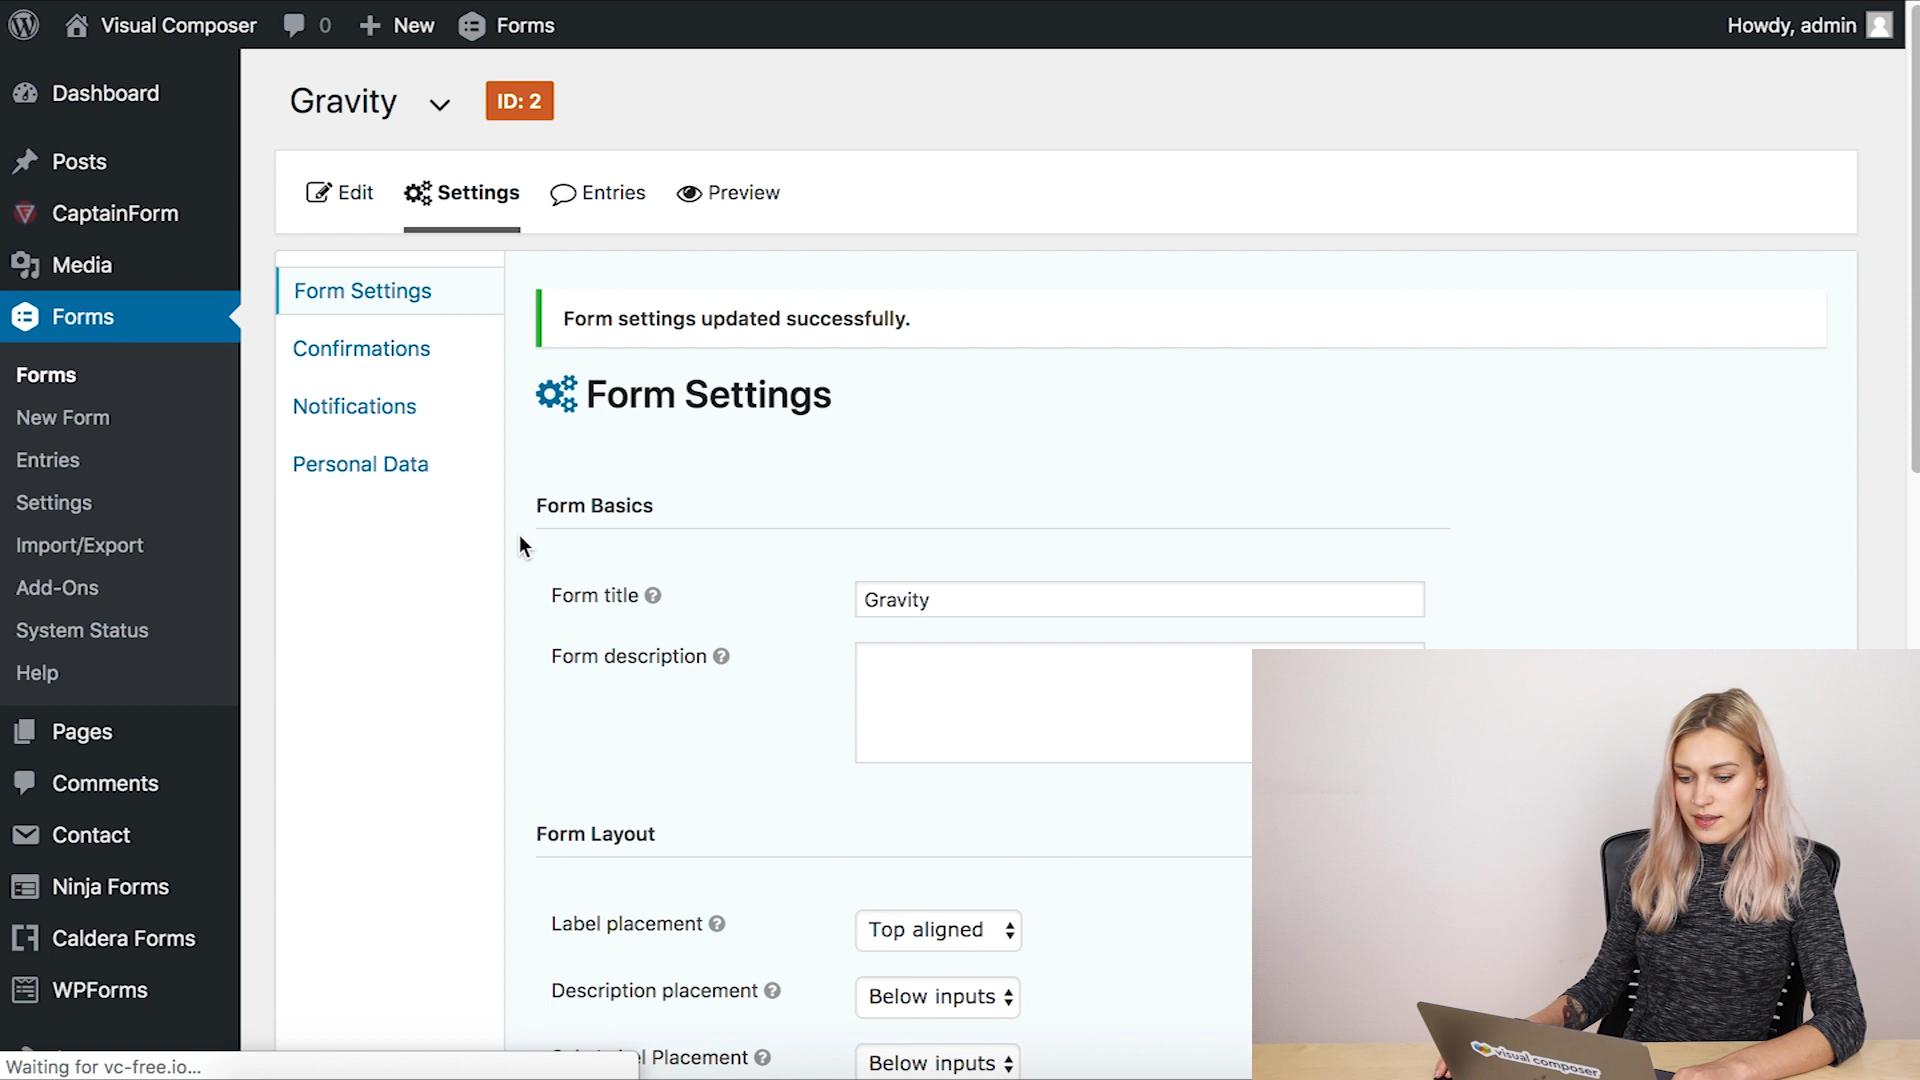 Visual Composer 0 New Forms Howdy, admin
Dashboard
Posts
CaptainForm
Media
Forms
Forms
New Form
Entries
Settings
Import/Export
Add-Ons
System Status
Help
Pages
Comments
Contact
Ninja Forms
Caldera Forms
WPForms
Waiting for vc-free.io...
Gravity ID: 2
Edit Settings Entries Preview
Form Settings
Confirmations
Notifications
Personal Data
Form settings updated successfully.
Form Settings
Form Basics
Form title ? Gravity
Form description ?
Form Layout
Label placement ? Top aligned
Description placement ? Below inputs
Placement ? Below inputs
visual composer